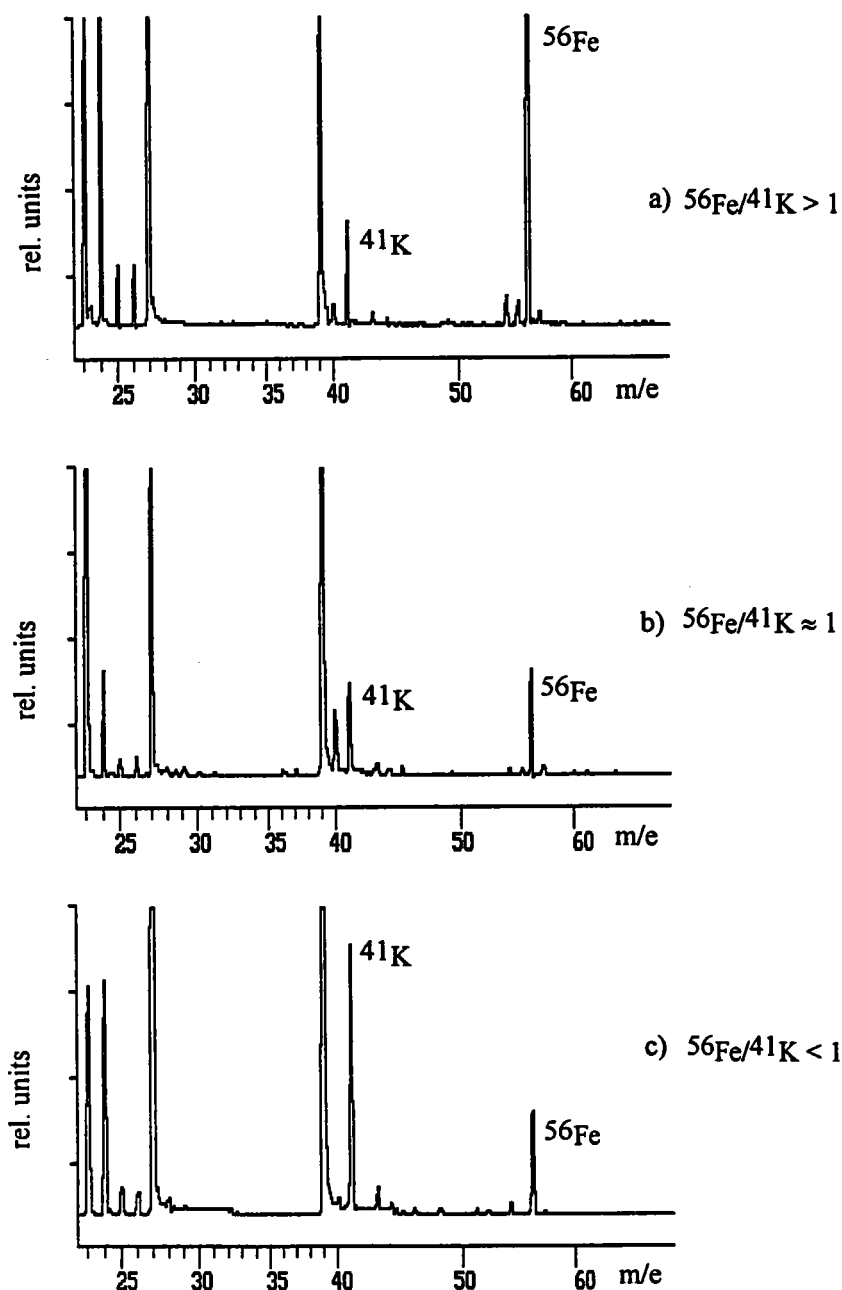 56Fe
41K
a) 56Fe/41K > 1
rel. units
25 30 35 40 50 60 m/e
56Fe
41K
b) 56Fe/41K ≈ 1
rel. units
25 30 35 40 50 60 m/e
41K
56Fe
c) 56Fe/41K < 1
rel. units
25 30 35 40 50 60 m/e